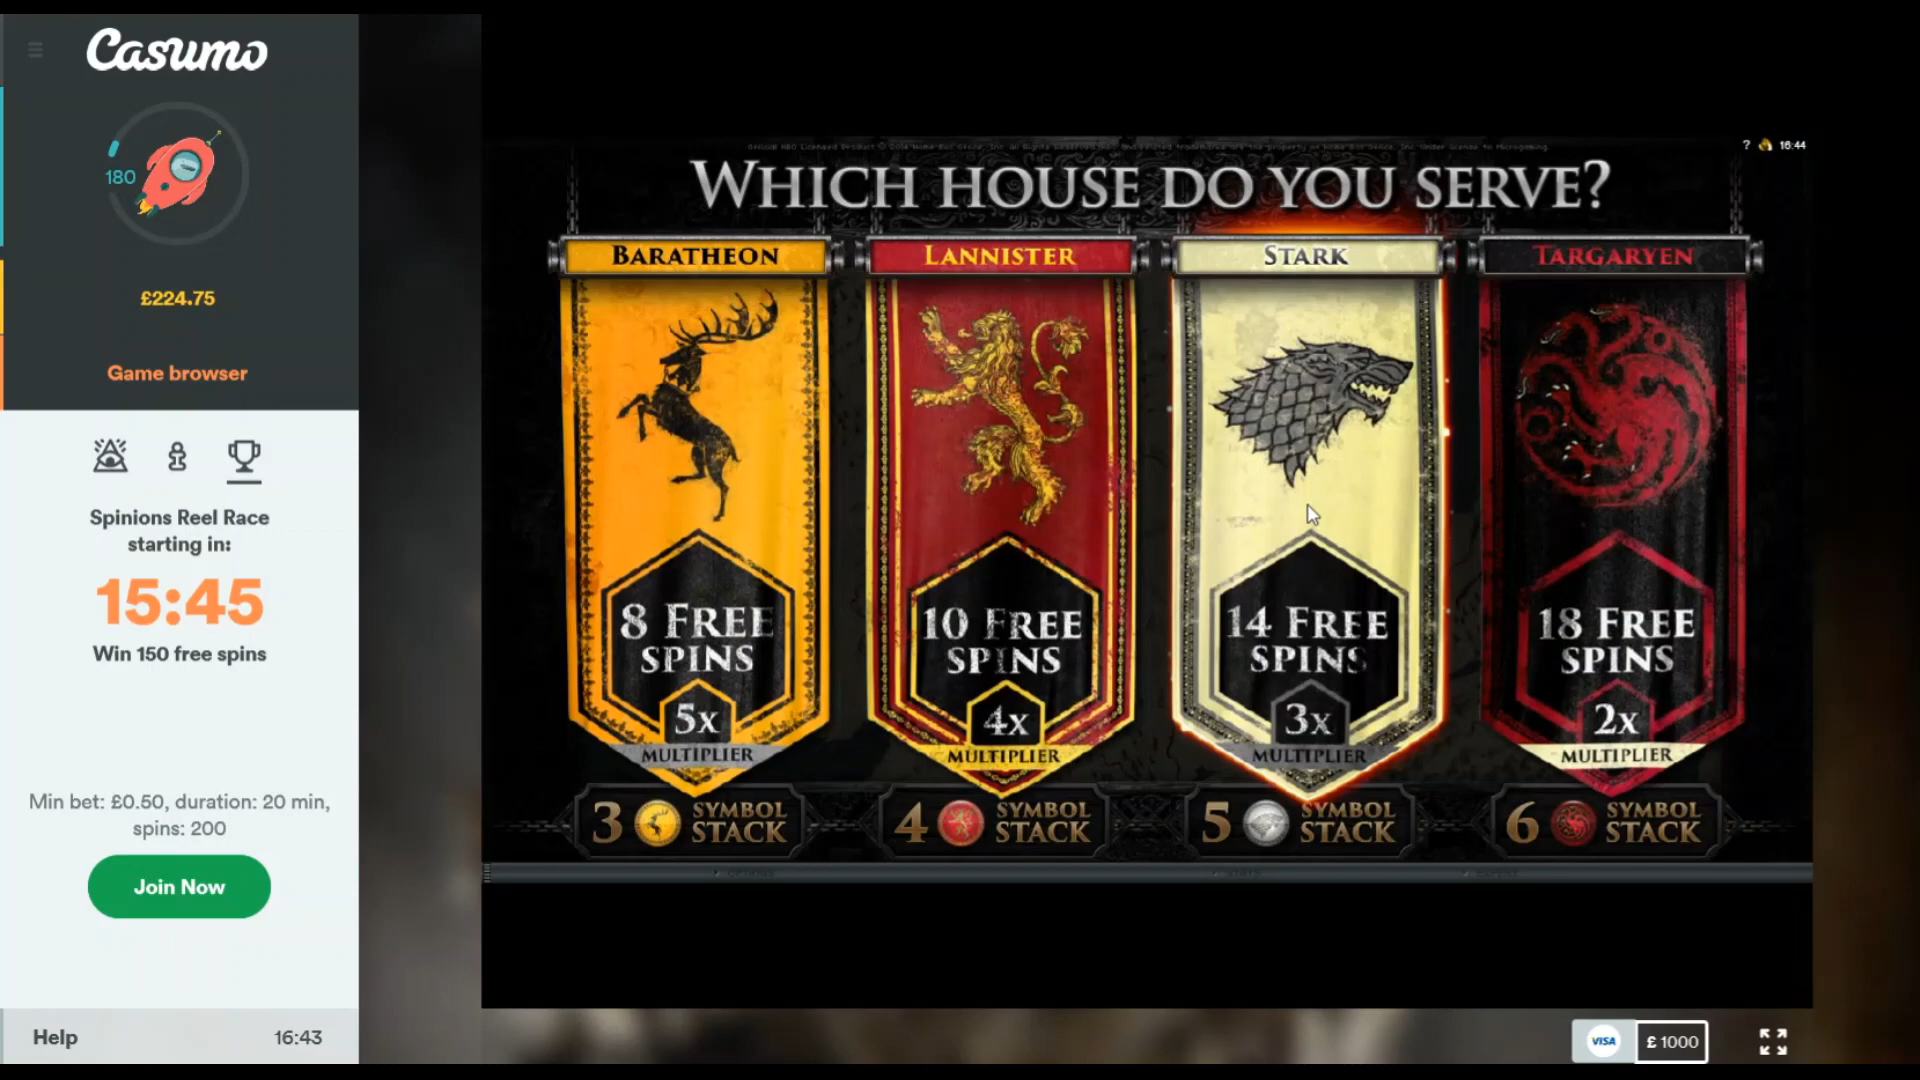 Casumo
180
£224.75
Game browser
Spinions Reel Race
starting in:
15:45
Win 150 free spins
Min bet: £0.50, duration: 20 min,
spins: 200
Join Now
Help
16:43
? 16:44
WHICH HOUSE DO YOU SERVE?
BARATHEON
8 FREE
SPINS
5X
MULTIPLIER
3 SYMBOL
STACK
LANNISTER
10 FREE
SPINS
4X
MULTIPLIER
4 SYMBOL
STACK
STARK
14 FREE
SPINS
3X
MULTIPLIER
5 SYMBOL
STACK
TARGARYEN
18 FREE
SPINS
2X
MULTIPLIER
6 SYMBOL
STACK
VISA
£ 1000